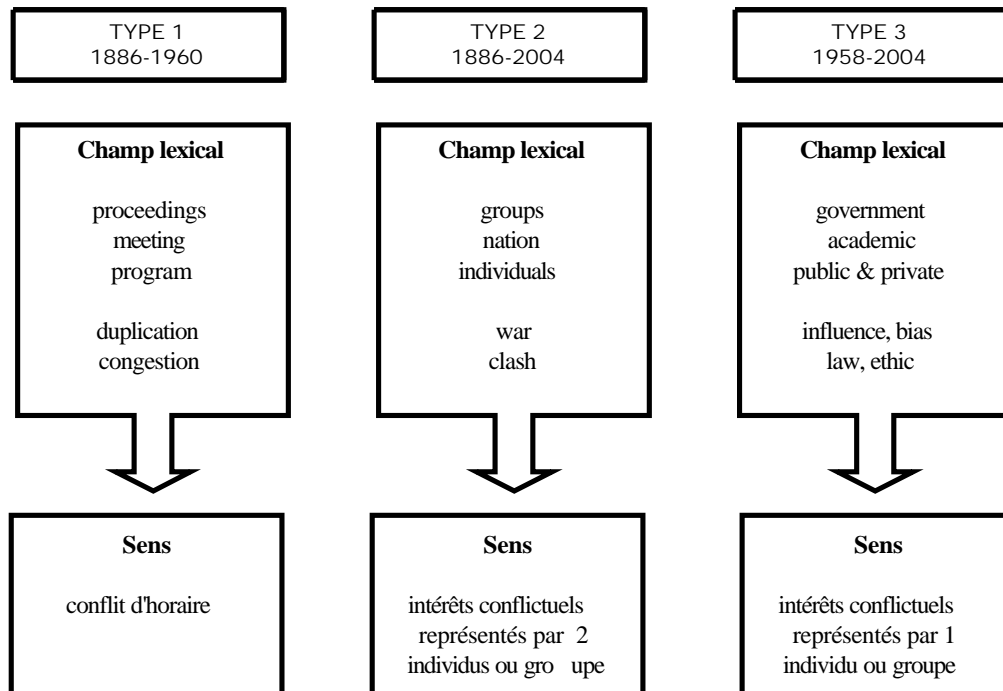 TYPE 1
1886-1960
TYPE 2
1886-2004
TYPE 3
1958-2004
Champ lexical
proceedings
meeting
program
duplication
congestion
Champ lexical
groups
nation
individuals
war
clash
Champ lexical
government
academic
public & private
influence, bias
law, ethic
Sens
conflit d'horaire
Sens
intérêts conflictuels
représentés par 2
individus ou gro upe
Sens
intérêts conflictuels
représentés par 1
individu ou groupe